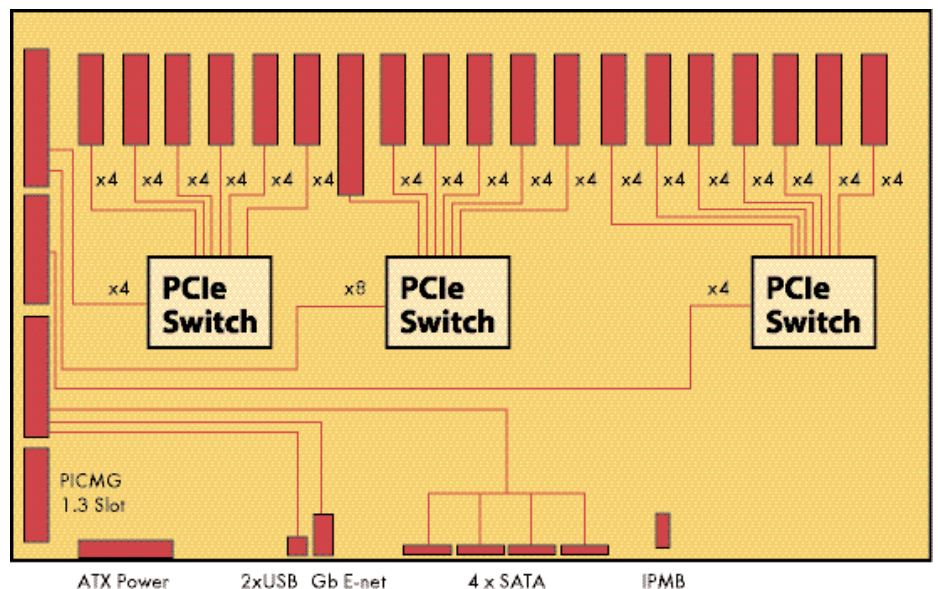 x4 x4 x4 x4 x4 x4 x4 x4 x4 x4 x4 x4 x4 x4 x4 x4 x4 x4
x4
PCIe
Switch
x8
PCIe
Switch
x4
PCIe
Switch
PICMG
1.3 Slot
ATX Power
2xUSB
Gb E-net
4 x SATA
IPMB